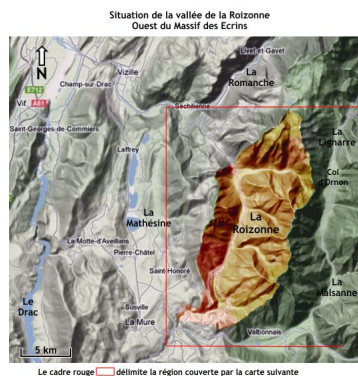 Situation de la vallée de la Roizonne
Ouest du Massif des Ecrins
N
E712
A51
Vizille
Livet-et-Gavet
Champ-sur-Drac
La
Romanche
Vif
Séchilienne
Saint-Georges-de-Commiers
La
Lignarre
Laffrey
Col
d'Ornon
La
Mathésine
La
Roizonne
La-Motte-d'Aveillans
Pierre-Châtel
Saint-Honoré
La
Malsanne
Le
Drac
Susville
La Mure
Valbonnais
5 km
Le cadre rouge délimite la région couverte par la carte suivante